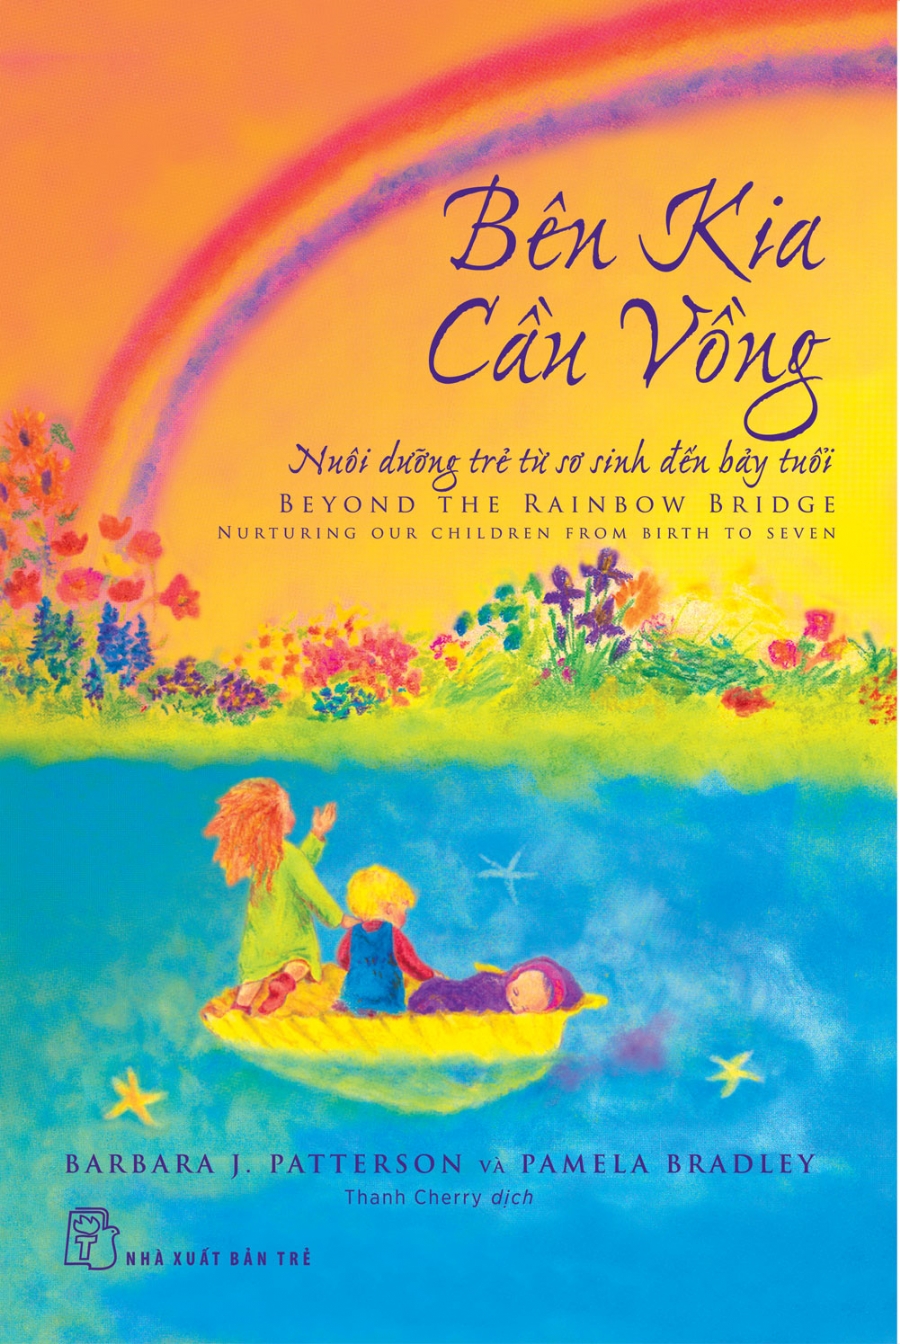 Bên Kia
Cầu Vồng
Nuôi dưỡng trẻ từ sơ sinh đến bảy tuổi
BEYOND THE RAINBOW BRIDGE
NURTURING OUR CHILDREN FROM BIRTH TO SEVEN
BARBARA J. PATTERSON VÀ PAMELA BRADLEY
Thanh Cherry dịch
T
NHÀ XUẤT BẢN TRẺ